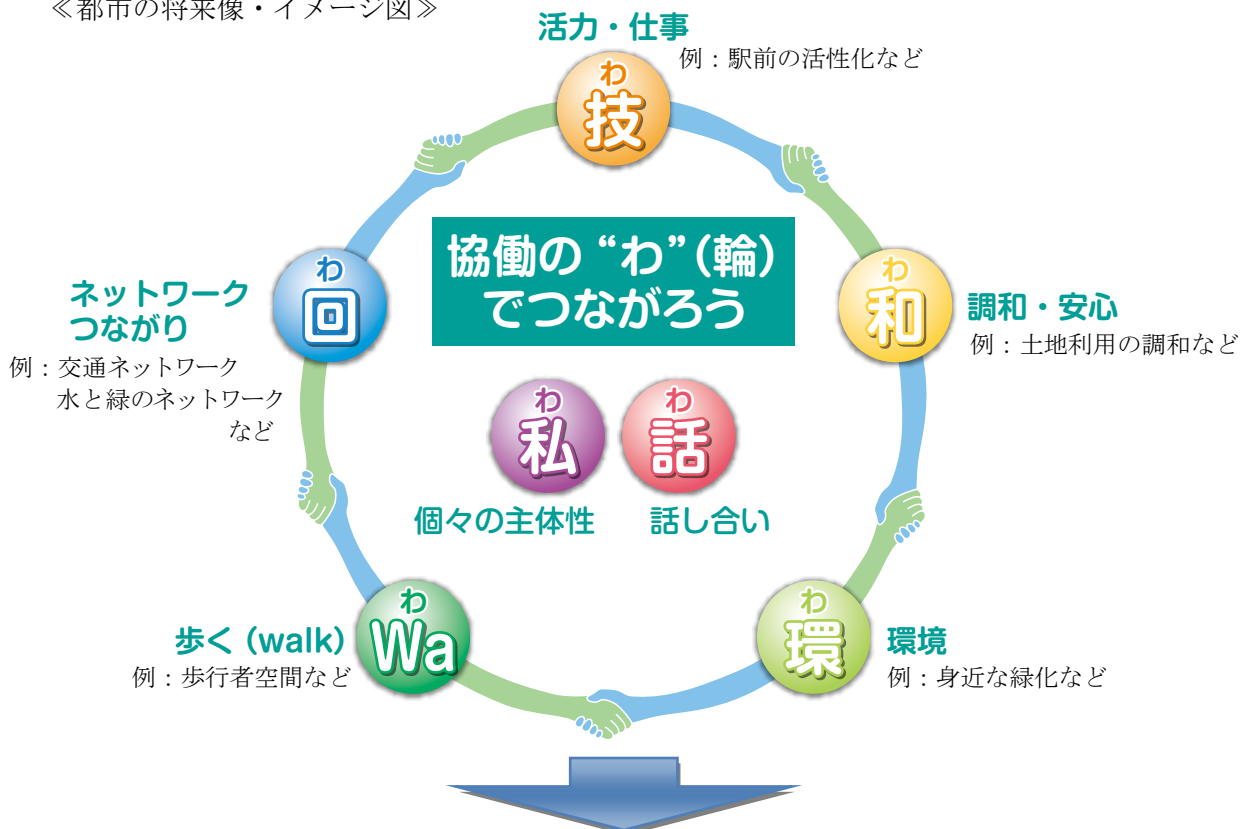 ≪都市の将来像・イメージ図≫
活力・仕事
例：駅前の活性化など
わ
技
協働の“わ”(輪)
でつながろう
わ
回
ネットワーク
つながり
例：交通ネットワーク
水と緑のネットワーク
など
わ
和
調和・安心
例：土地利用の調和など
わ
私
個々の主体性
わ
話
話し合い
わ
Wa
歩く(walk)
例：歩行者空間など
わ
環
環境
例：身近な緑化など